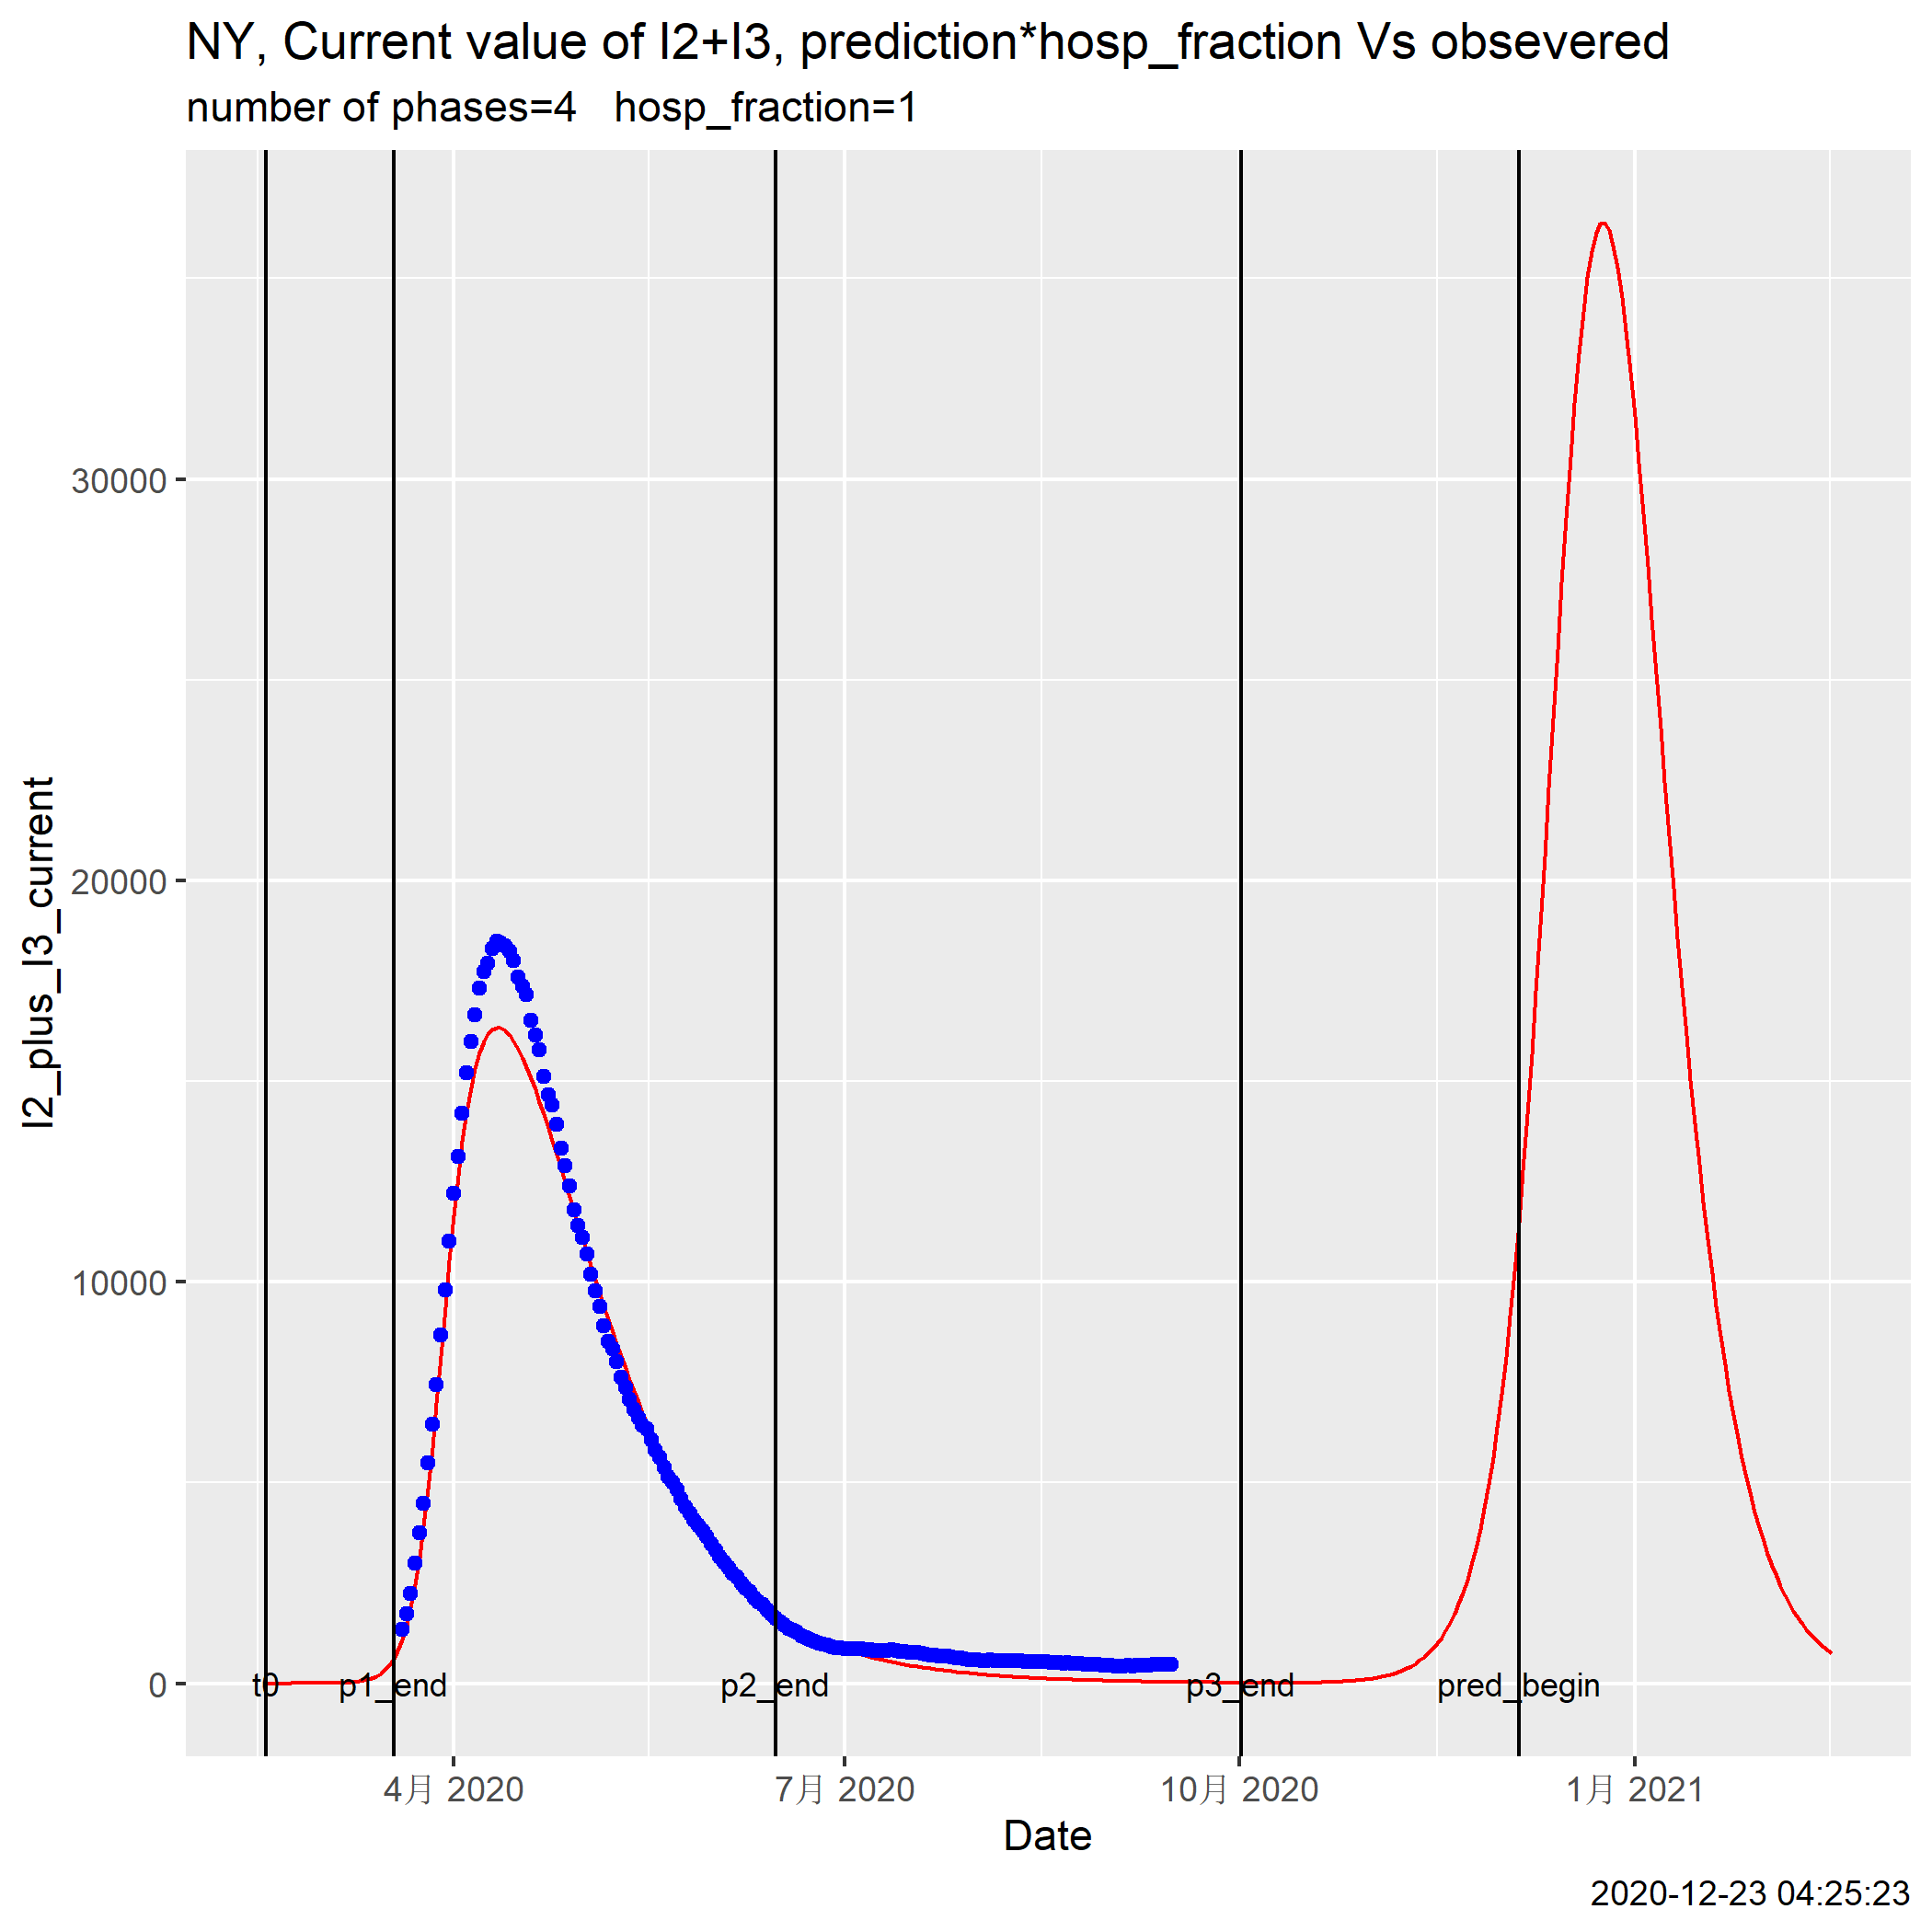 NY, Current value of I2+I3, prediction*hosp_fraction Vs obsevered
number of phases=4 hosp_fraction=1
I2_plus_I3_current
30000
20000
10000
0
t0 p1_end p2_end p3_end pred_begin
4月 2020 7月 2020 10月 2020 1月 2021
Date
2020-12-23 04:25:23